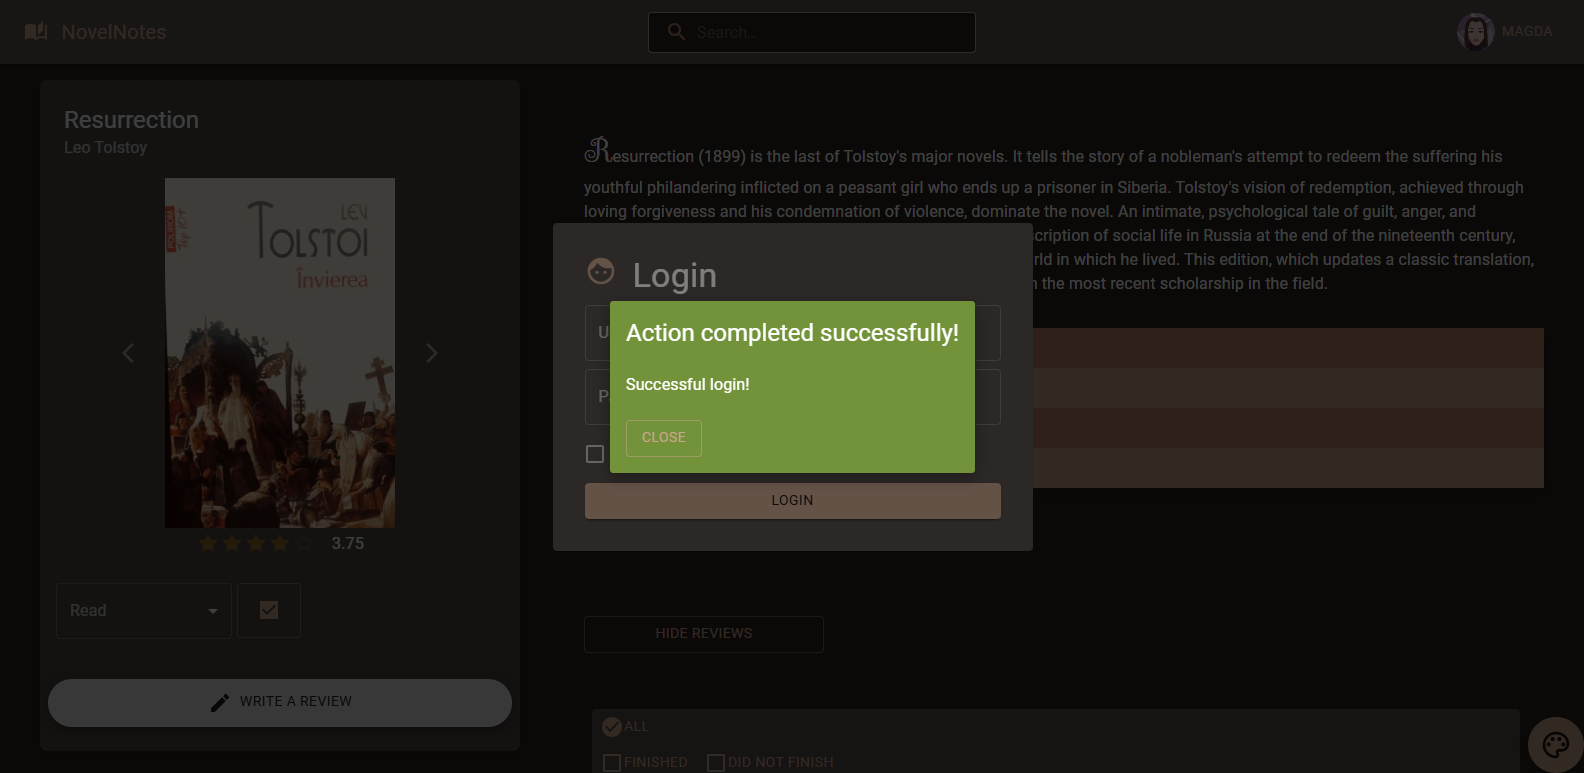 NovelNotes
Search...
MAGDA
Resurrection
Leo Tolstoy
TOP 10+
LEV
TOLSTOI
Învierea
3.75
Read
WRITE A REVIEW
Resurrection (1899) is the last of Tolstoy's major novels. It tells the story of a nobleman's attempt to redeem the suffering his
youthful philandering inflicted on a peasant girl who ends up a prisoner in Siberia. Tolstoy's vision of redemption, achieved through
loving forgiveness and his condemnation of violence, dominate the novel. An intimate, psychological tale of guilt, anger, and
cription of social life in Russia at the end of the nineteenth century,
rld in which he lived. This edition, which updates a classic translation,
the most recent scholarship in the field.
Login
U
P
Action completed successfully!
Successful login!
CLOSE
LOGIN
HIDE REVIEWS
ALL
FINISHED DID NOT FINISH